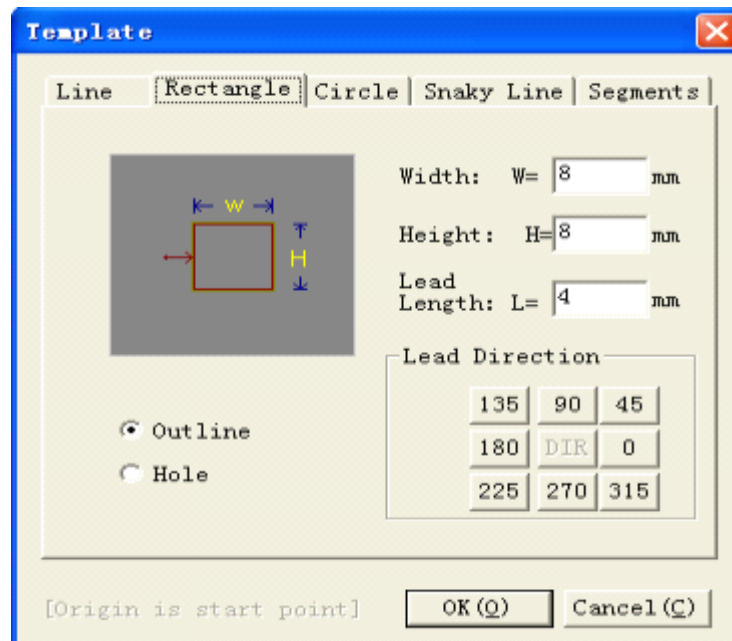 Template
Line Rectangle Circle Snaky Line Segments
W
H
Width: W= 8 mm
Height: H= 8 mm
Lead
Length: L= 4 mm
Outline
Hole
Lead Direction
135 90 45
180 DIR 0
225 270 315
[Origin is start point] OK(O) Cancel(C)